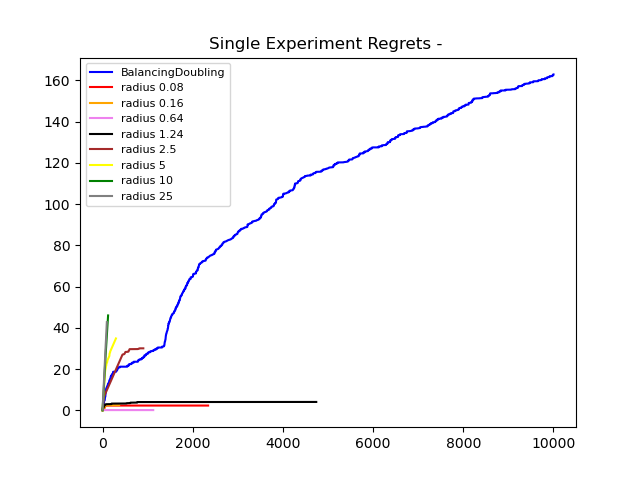 Single Experiment Regrets -
BalancingDoubling
radius 0.08
radius 0.16
radius 0.64
radius 1.24
radius 2.5
radius 5
radius 10
radius 25
160
140
120
100
80
60
40
20
0
0 2000 4000 6000 8000 10000